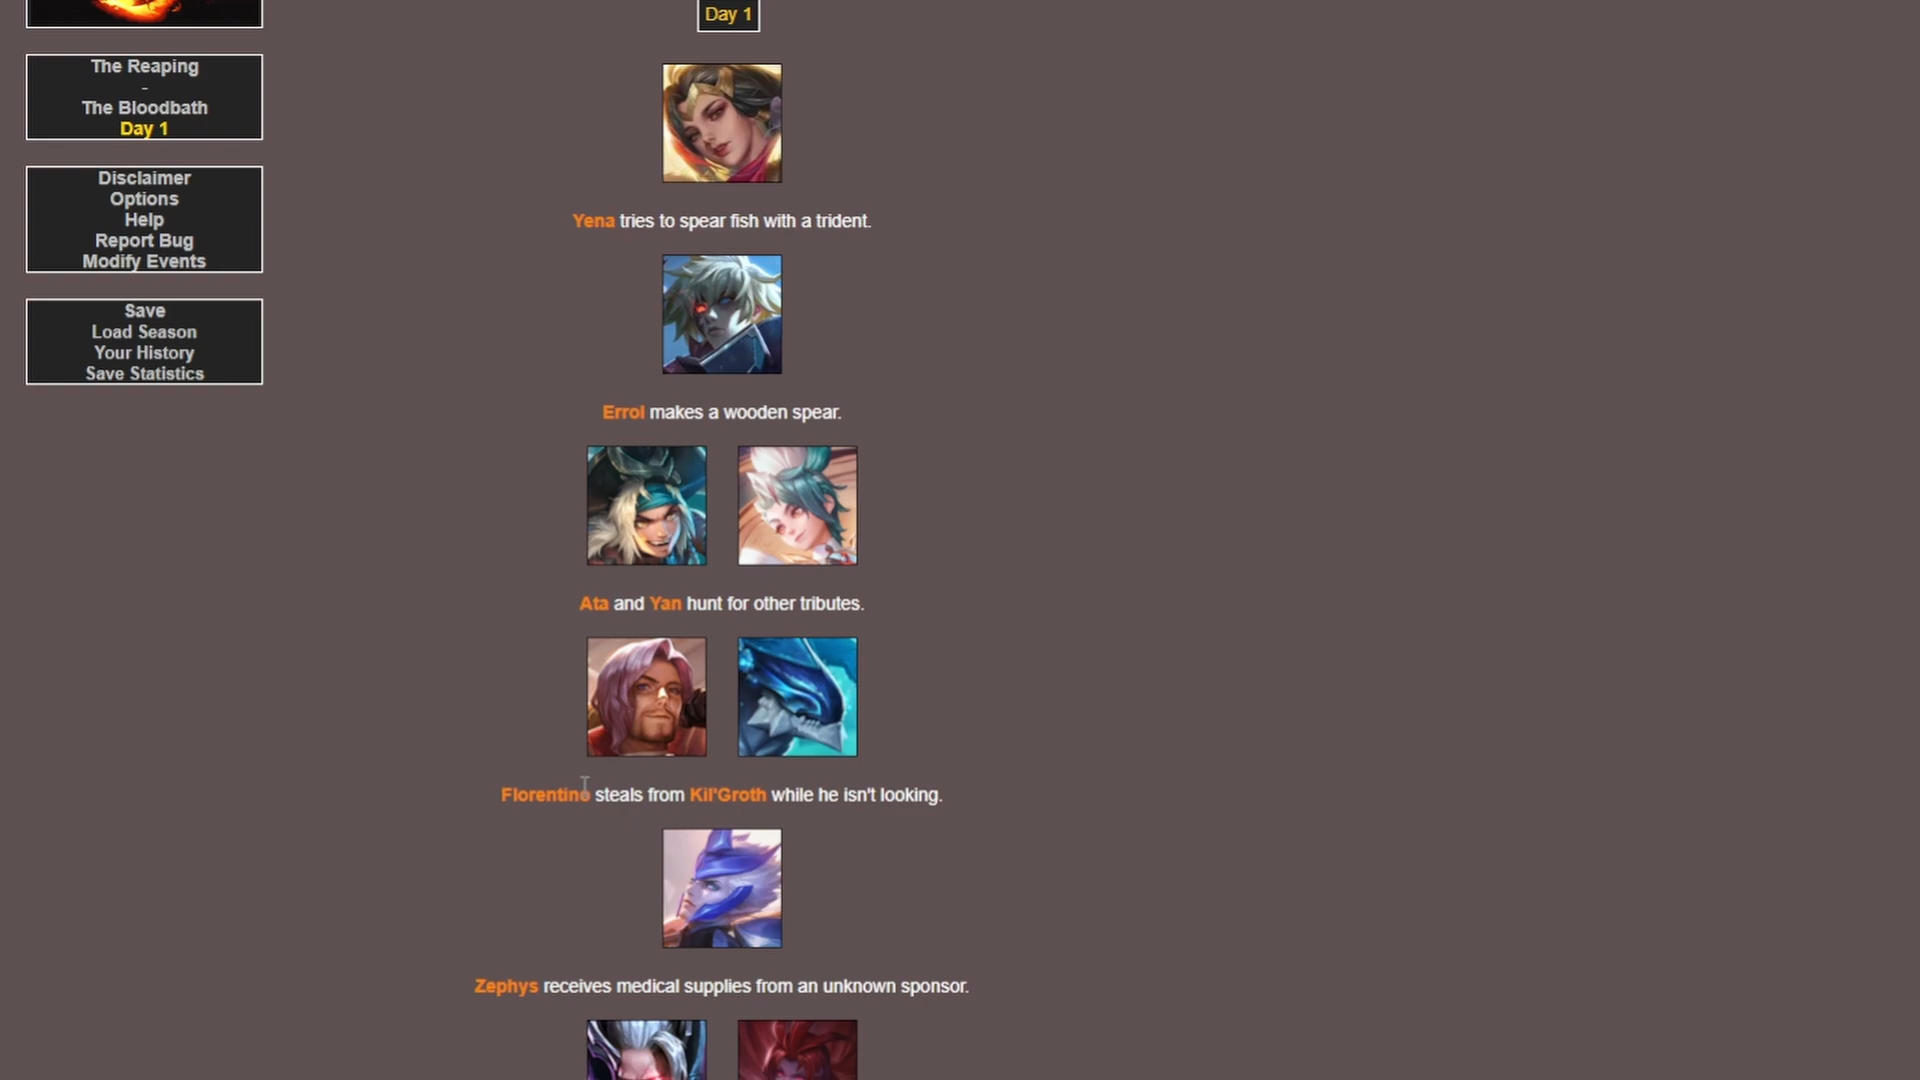 The Reaping
-
The Bloodbath
Day 1
Disclaimer
Options
Help
Report Bug
Modify Events
Save
Load Season
Your History
Save Statistics
Day 1
Yena tries to spear fish with a trident.
Errol makes a wooden spear.
Ata and Yan hunt for other tributes.
Florentino steals from Kil'Groth while he isn't looking.
Zephys receives medical supplies from an unknown sponsor.